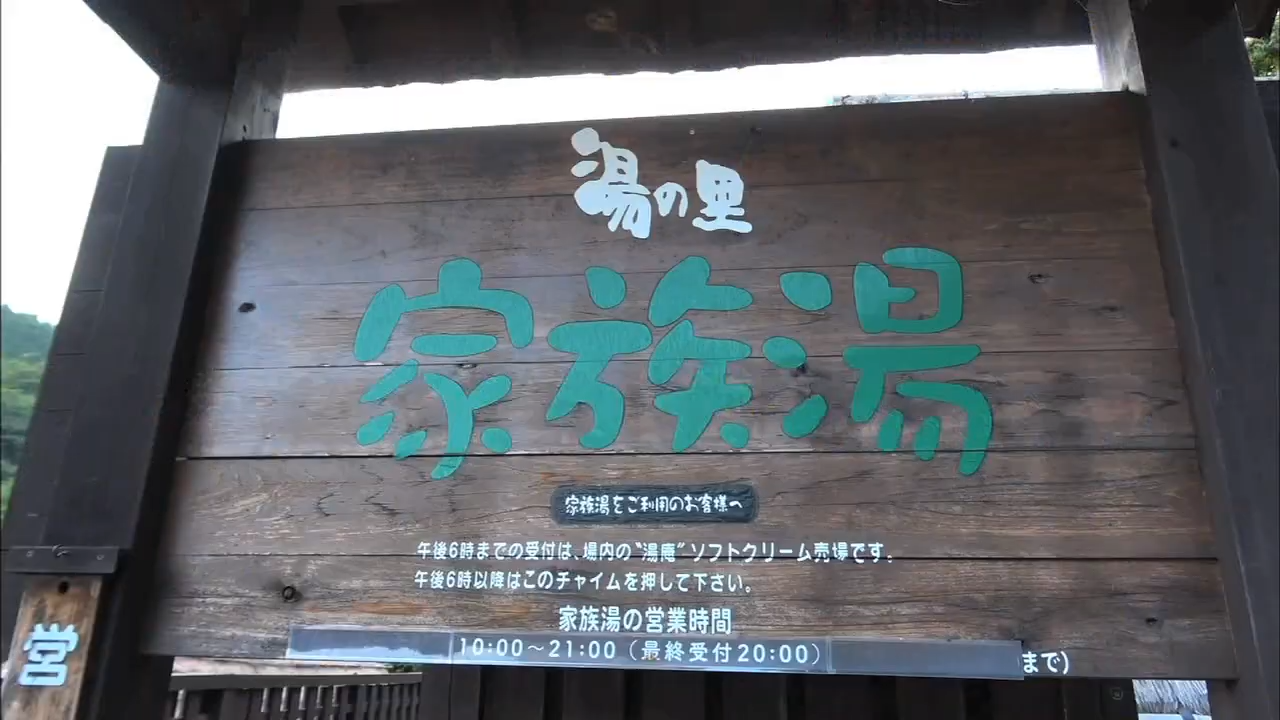 湯の里
家族湯
家族湯をご利用のお客様へ
午後6時までの受付は、場内の"湯庵"ソフトクリーム売場です.
午後6時以降はこのチャイムを押して下さい。
家族湯の営業時間
10:00～21:00（最終受付20:00）
まで)
営